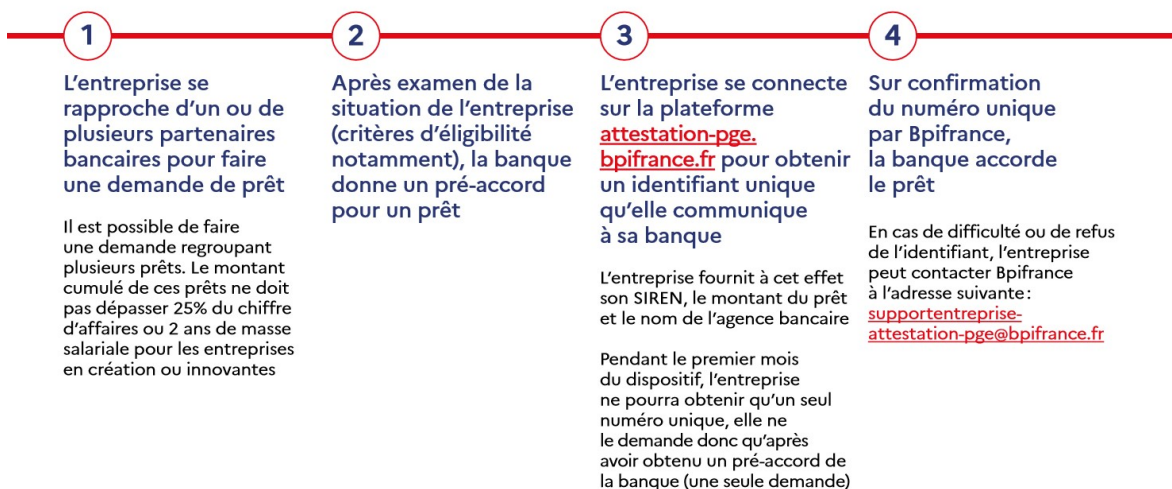 1
L'entreprise se
rapproche d'un ou de
plusieurs partenaires
bancaires pour faire
une demande de prêt
Il est possible de faire
une demande regroupant
plusieurs prêts. Le montant
cumulé de ces prêts ne doit
pas dépasser 25% du chiffre
d'affaires ou 2 ans de masse
salariale pour les entreprises
en création ou innovantes
2
Après examen de la
situation de l'entreprise
(critères d'éligibilité
notamment), la banque
donne un pré-accord
pour un prêt
3
L'entreprise se connecte
sur la plateforme
attestation-pge.
bpifrance.fr pour obtenir
un identifiant unique
qu'elle communique
à sa banque
L'entreprise fournit à cet effet
son SIREN, le montant du prêt
et le nom de l'agence bancaire
Pendant le premier mois
du dispositif, l'entreprise
ne pourra obtenir qu'un seul
numéro unique, elle ne
le demande donc qu'après
avoir obtenu un pré-accord de
la banque (une seule demande)
4
Sur confirmation
du numéro unique
par Bpifrance,
la banque accorde
le prêt
En cas de difficulté ou de refus
de l'identifiant, l'entreprise
peut contacter Bpifrance
à l'adresse suivante :
supportentreprise-
attestation-pge@bpifrance.fr